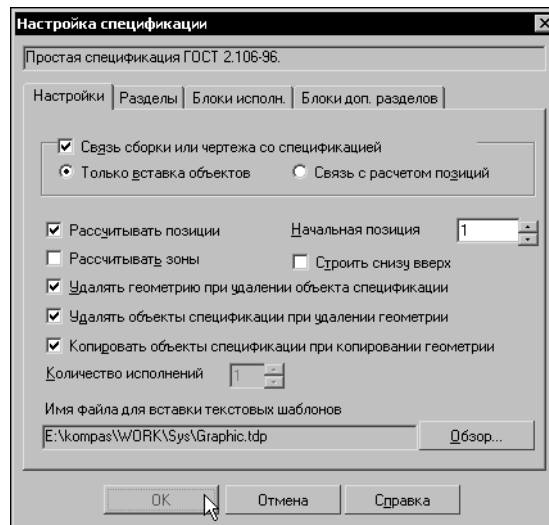 Настройка спецификации
Простая спецификация ГОСТ 2.106-96.
Настройки Разделы Блоки исполн. Блоки доп. разделов
Связь сборки или чертежа со спецификацией
Только вставка объектов Связь с расчетом позиций
Рассчитывать позиции Начальная позиция 1
Рассчитывать зоны Строить снизу вверх
Удалять геометрию при удалении объекта спецификации
Удалять объекты спецификации при удалении геометрии
Копировать объекты спецификации при копировании геометрии
Количество исполнений 1
Имя файла для вставки текстовых шаблонов
E:\kompas\WORK\Sys\Graphic.tdp Обзор...
OK Отмена Справка